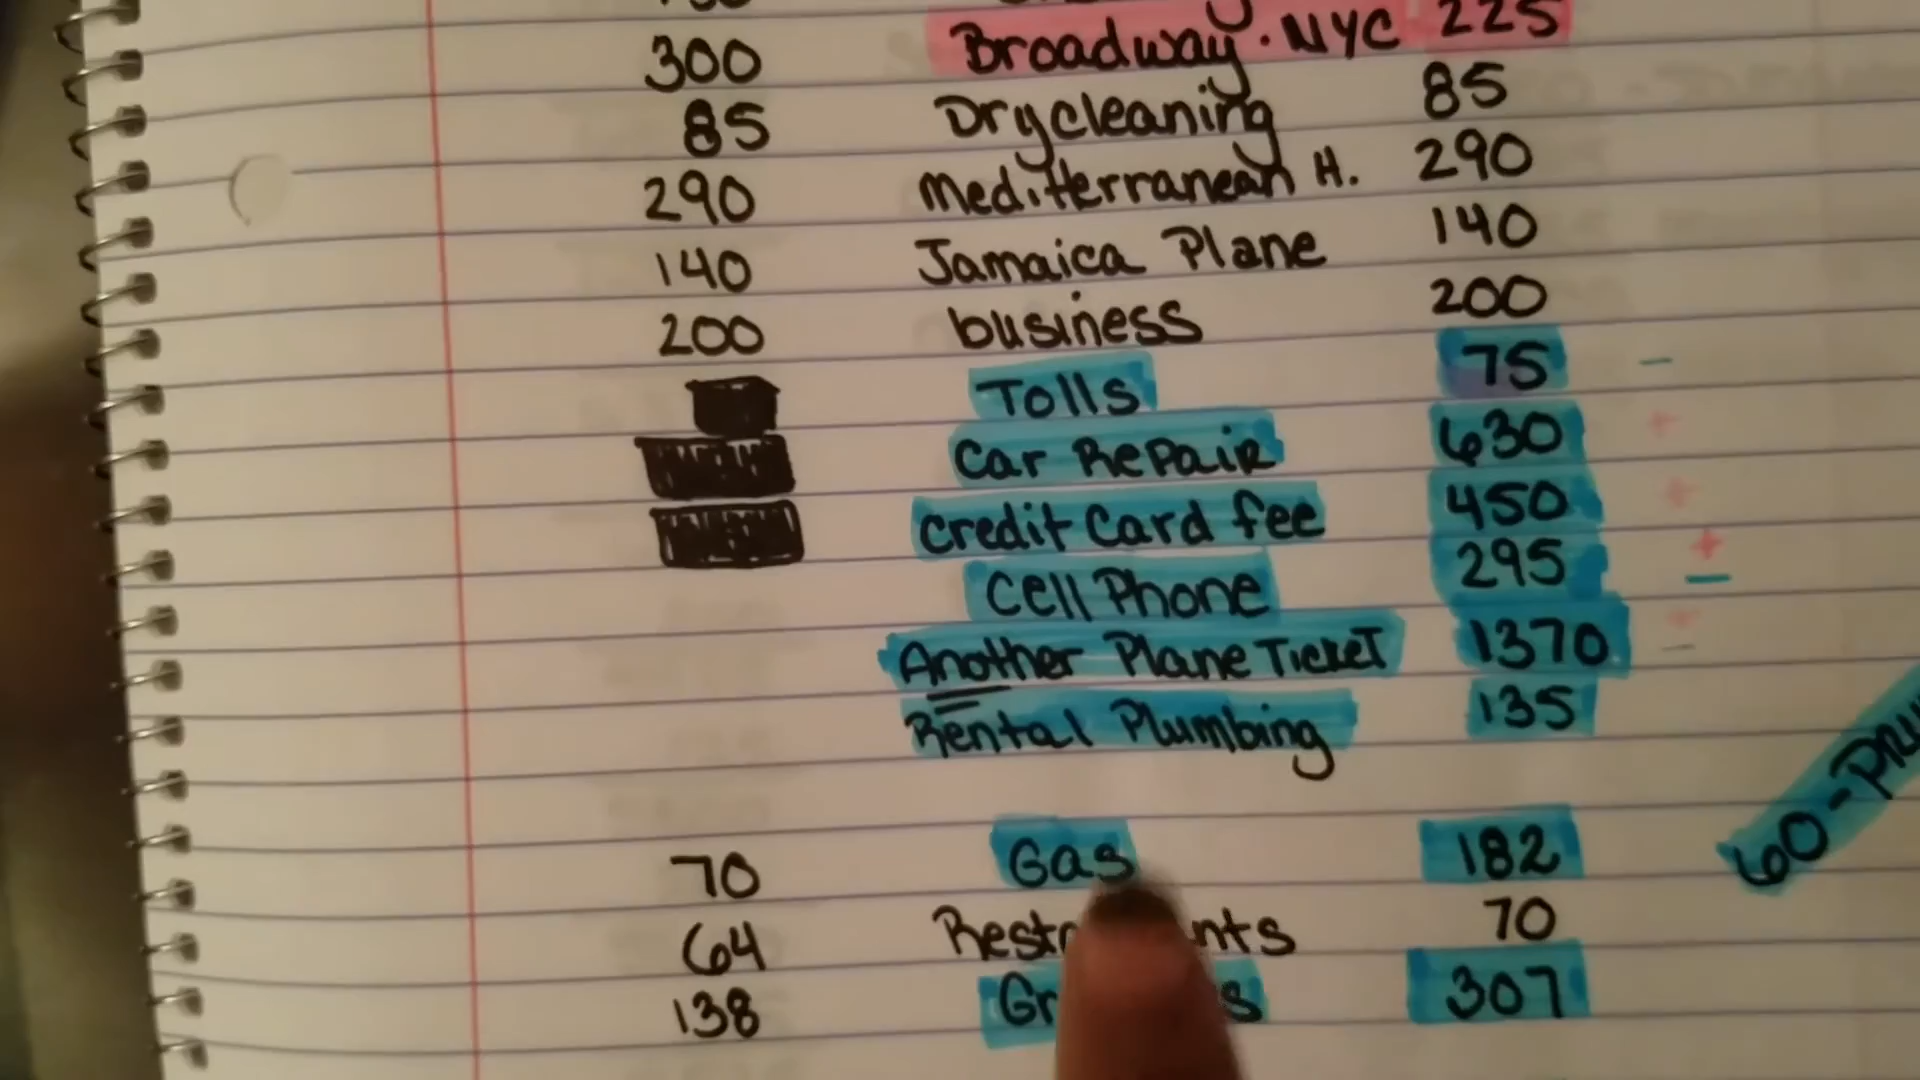 300 Broadway · NYC 225
85 Drycleaning 85
290 Mediterranean H. 290
140 Jamaica Plane 140
200 business 200
Tolls 75 -
Car Repair 630 +
Credit Card fee 450 +
Cell Phone 295 + -
Another Plane Ticket 1370 + -
Rental Plumbing 135
70 Gas 182
60 -
64 70
138 307